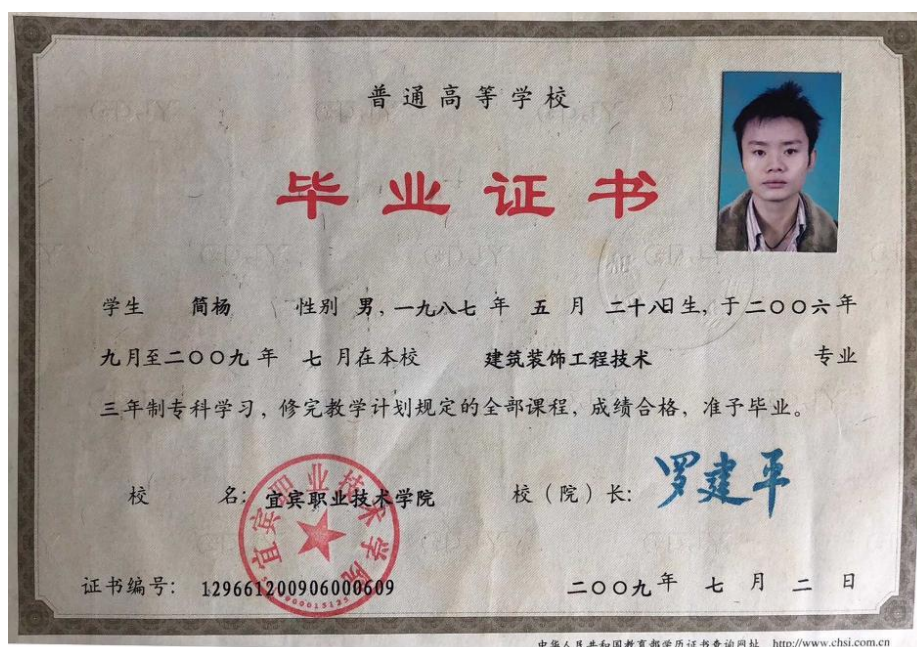 普通高等学校
毕业证书
学生 简杨 性别 男，一九八七 年 五 月 二十八日生，于二〇〇六年
九月至二〇〇九年 七 月在本校 建筑装饰工程技术 专业
三年制专科学习，修完教学计划规定的全部课程，成绩合格，准予毕业。
校 名：宜宾职业技术学院 校（院）长：罗建平
宜宾职业技术学院
证书编号：129661200906000609 二〇〇九年 七 月 二 日
中华人民共和国教育部学历证书查询网址 http://www.chsi.com.cn